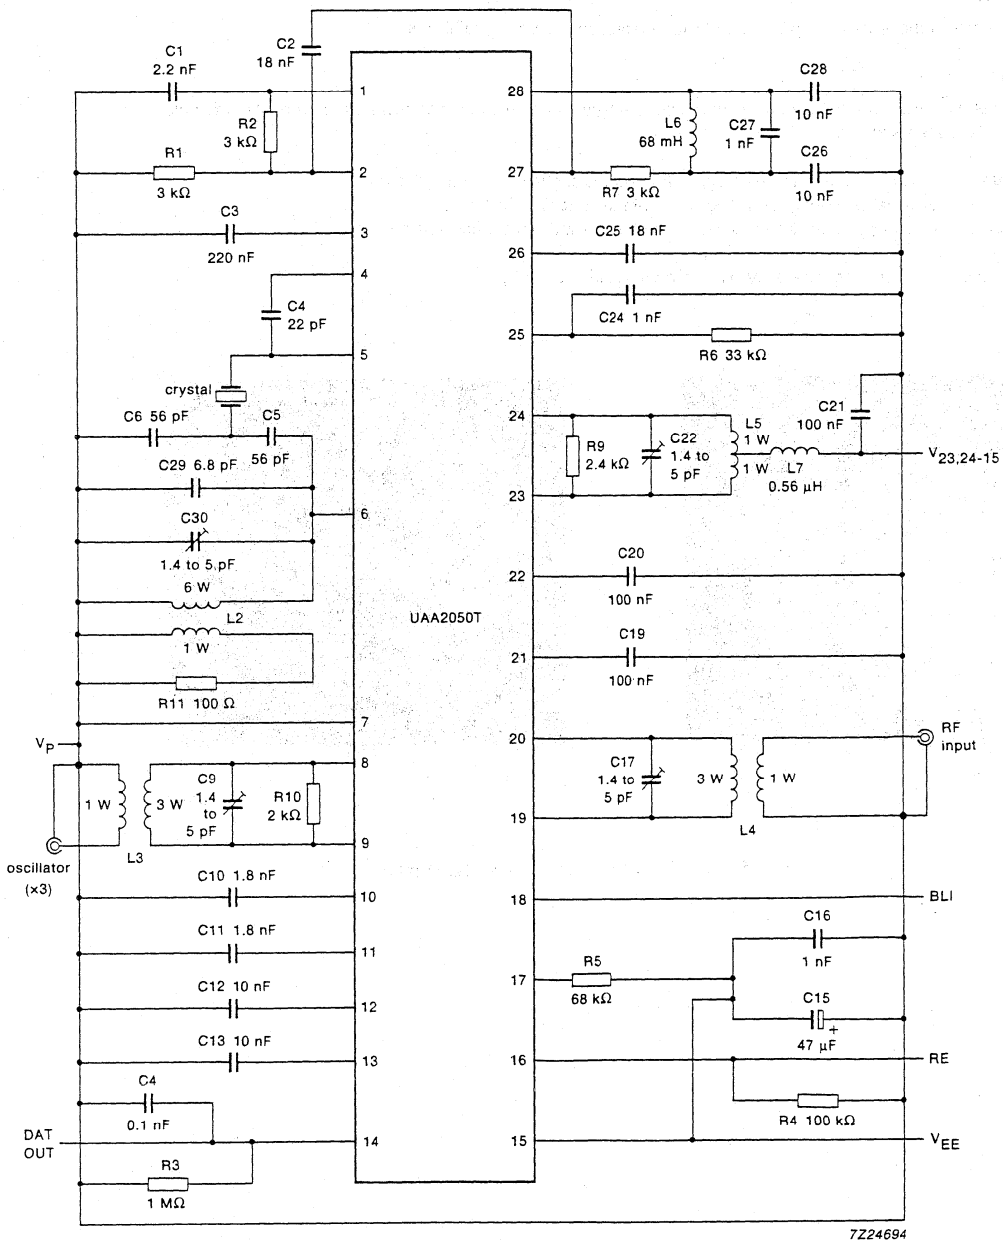 C1
2.2 nF
C2
18 nF
1
R2
3 kΩ
R1
3 kΩ
2
C3
220 nF
3
4
C4
22 pF
5
crystal
C6 56 pF
C5
56 pF
C29 6.8 pF
6
C30
1.4 to 5 pF
6 W
L2
1 W
R11 100 Ω
7
VP
8
1 W
3 W
L3
C9
1.4
to
5 pF
R10
2 kΩ
9
oscillator
(x3)
C10 1.8 nF
10
C11 1.8 nF
11
C12 10 nF
12
C13 10 nF
13
C4
0.1 nF
DAT
OUT
14
R3
1 MΩ
UAA2050T
28
C28
10 nF
L6
68 mH
C27
1 nF
27
R7 3 kΩ
C26
10 nF
C25 18 nF
26
C24 1 nF
25
R6 33 kΩ
24
R9
2.4 kΩ
C22
1.4 to
5 pF
L5
1 W
1 W
L7
0.56 μH
C21
100 nF
V23,24-15
23
C20
22
100 nF
C19
21
100 nF
20
C17
1.4 to
5 pF
3 W
1 W
L4
RF
input
19
18
BLI
C16
1 nF
17
R5
68 kΩ
C15
+
47 μF
16
RE
R4 100 kΩ
15
VEE
7Z24694